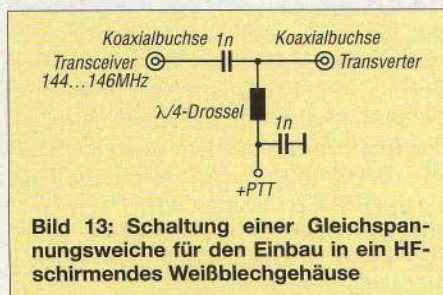 Koaxialbuchse 1n Koaxialbuchse
Transceiver Transverter
144...146MHz
λ/4-Drossel
1n
+PTT
Bild 13: Schaltung einer Gleichspan-
nungsweiche für den Einbau in ein HF-
schirmendes Weißblechgehäuse